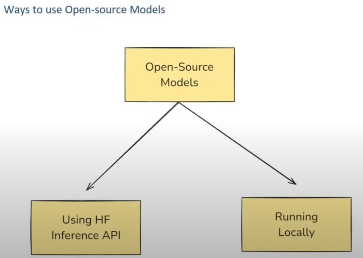 Ways to use Open-source Models
Open-Source
Models
Using HF
Inference API
Running
Locally